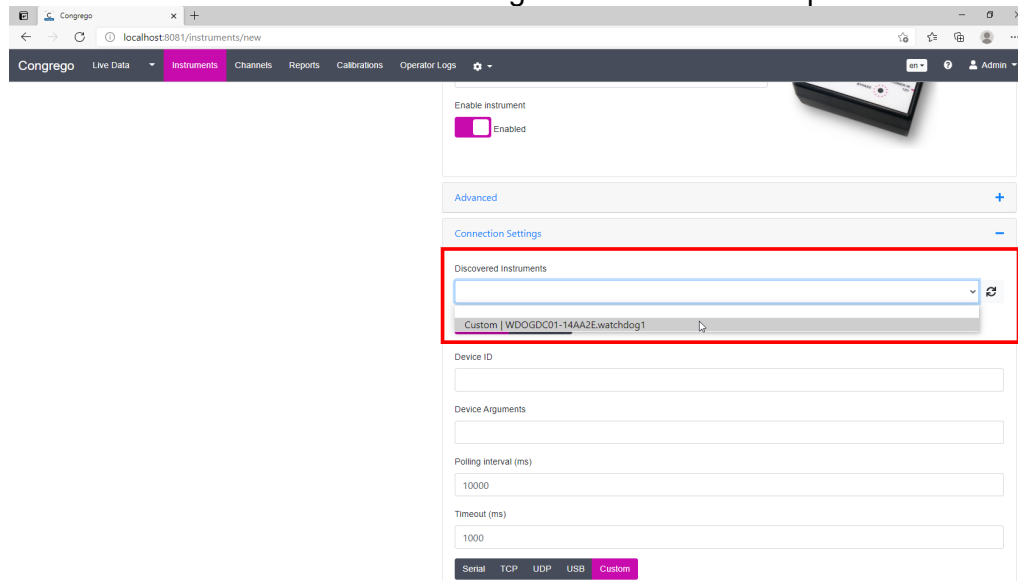 Congrego
localhost:8081/instruments/new
Congrego Live Data Instruments Channels Reports Calibrations Operator Logs en Admin
Enable instrument
Enabled
Advanced
Connection Settings
Discovered Instruments
Custom | WDOGDC01-14AA2E.watchdog1
Device ID
Device Arguments
Polling interval (ms)
10000
Timeout (ms)
1000
Serial TCP UDP USB Custom